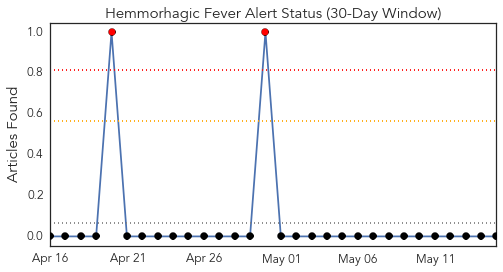 Hemmorhagic Fever Alert Status (30-Day Window)
Articles Found
1.0
0.8
0.6
0.4
0.2
0.0
Apr 16
Apr 21
Apr 26
May 01
May 06
May 11